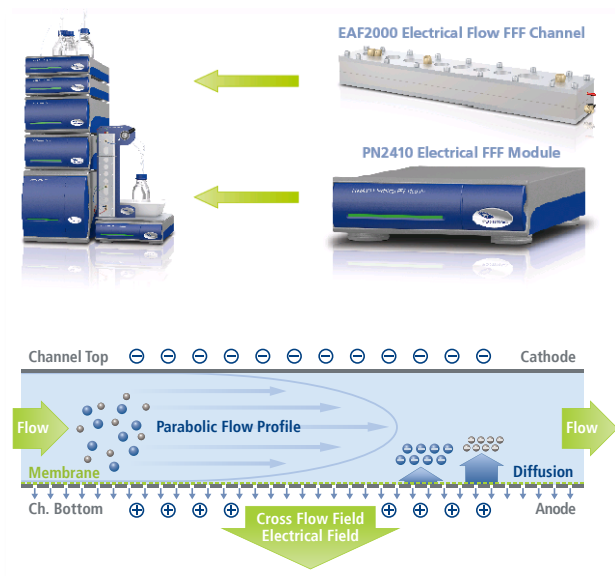 EAF2000 Electrical Flow FFF Channel
PN2410 Electrical FFF Module
Channel Top
Cathode
Flow
Parabolic Flow Profile
Flow
Membrane
Diffusion
Ch. Bottom
Anode
Cross Flow Field
Electrical Field